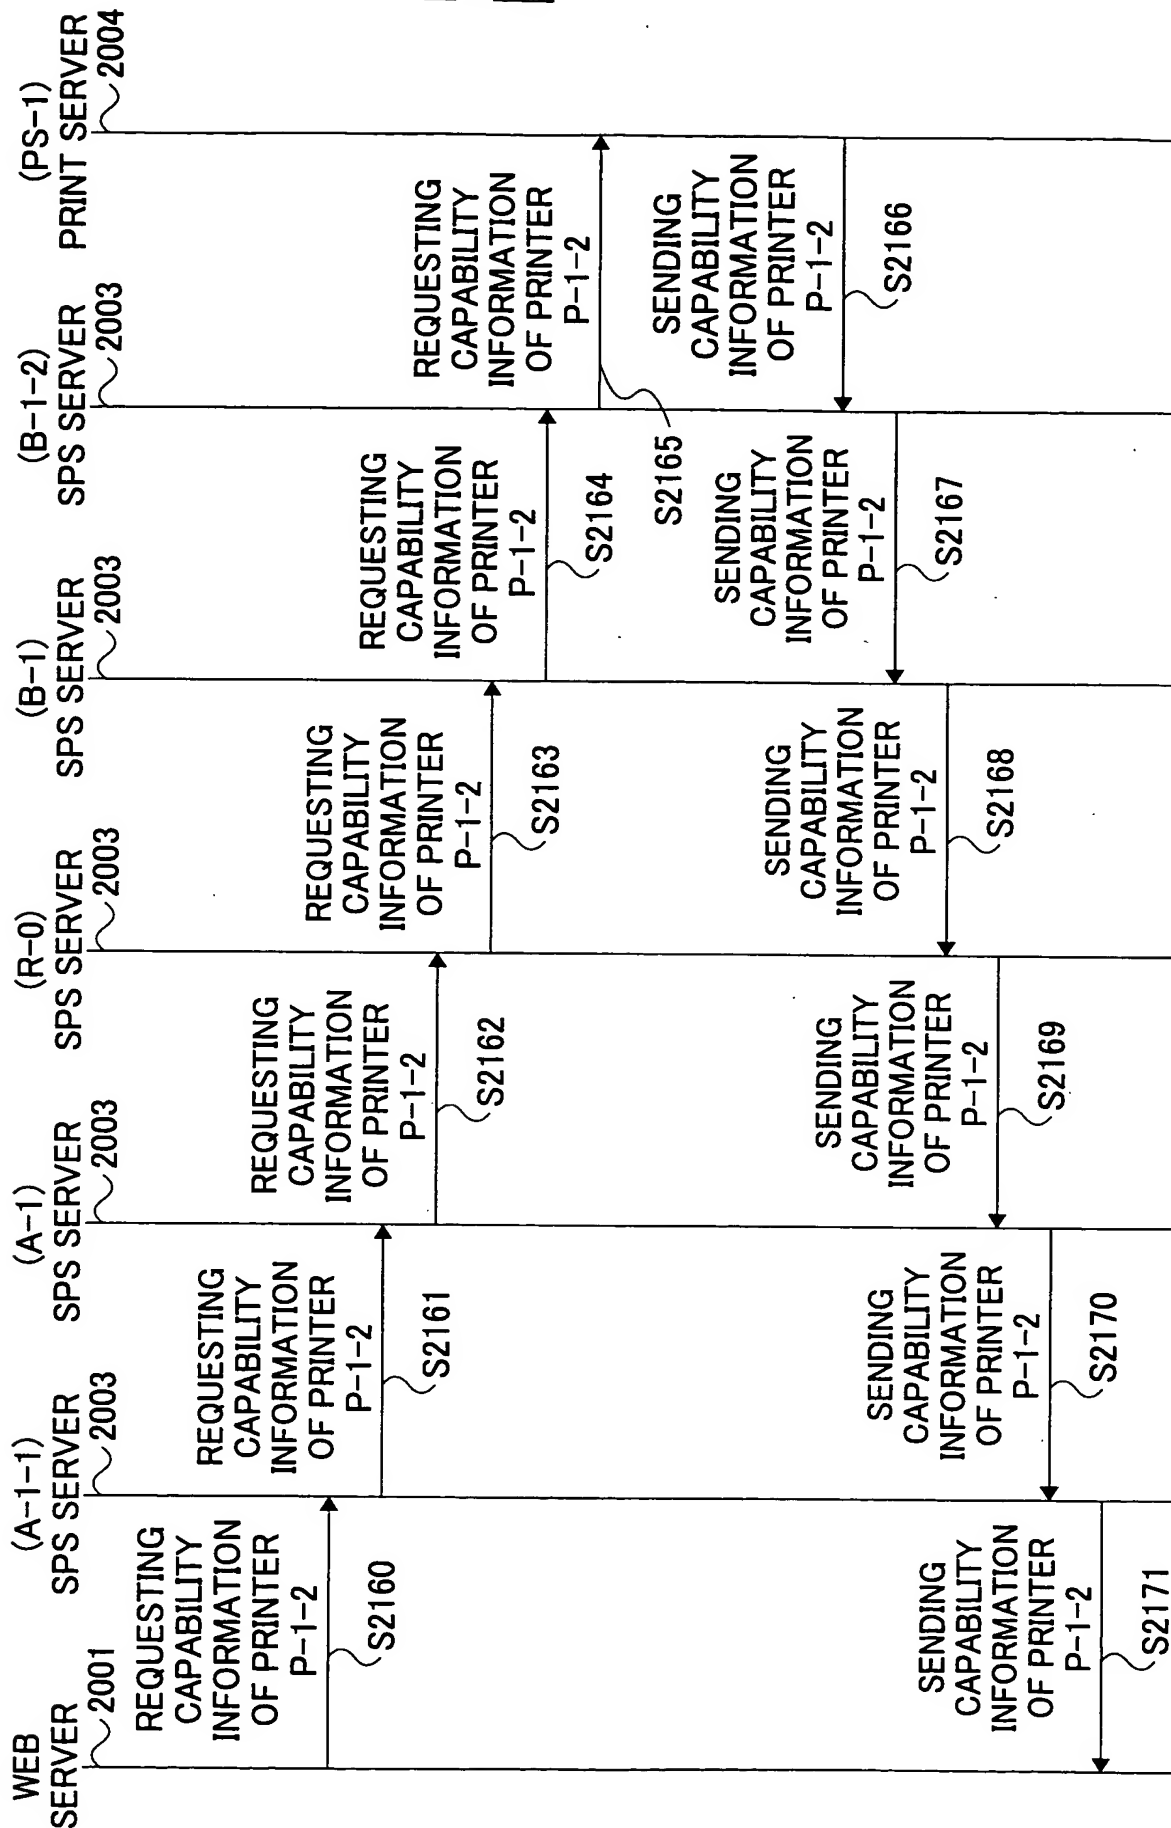 WEB
SERVER
2001
(A-1-1)
SPS SERVER
2003
(A-1)
SPS SERVER
2003
(R-0)
SPS SERVER
2003
(B-1)
SPS SERVER
2003
(B-1-2)
SPS SERVER
2003
(PS-1)
PRINT SERVER
2004
REQUESTING
CAPABILITY
INFORMATION
OF PRINTER
P-1-2
S2160
REQUESTING
CAPABILITY
INFORMATION
OF PRINTER
P-1-2
S2161
REQUESTING
CAPABILITY
INFORMATION
OF PRINTER
P-1-2
S2162
REQUESTING
CAPABILITY
INFORMATION
OF PRINTER
P-1-2
S2163
REQUESTING
CAPABILITY
INFORMATION
OF PRINTER
P-1-2
S2164
REQUESTING
CAPABILITY
INFORMATION
OF PRINTER
P-1-2
S2165
SENDING
CAPABILITY
INFORMATION
OF PRINTER
P-1-2
S2166
SENDING
CAPABILITY
INFORMATION
OF PRINTER
P-1-2
S2167
SENDING
CAPABILITY
INFORMATION
OF PRINTER
P-1-2
S2168
SENDING
CAPABILITY
INFORMATION
OF PRINTER
P-1-2
S2169
SENDING
CAPABILITY
INFORMATION
OF PRINTER
P-1-2
S2170
SENDING
CAPABILITY
INFORMATION
OF PRINTER
P-1-2
S2171